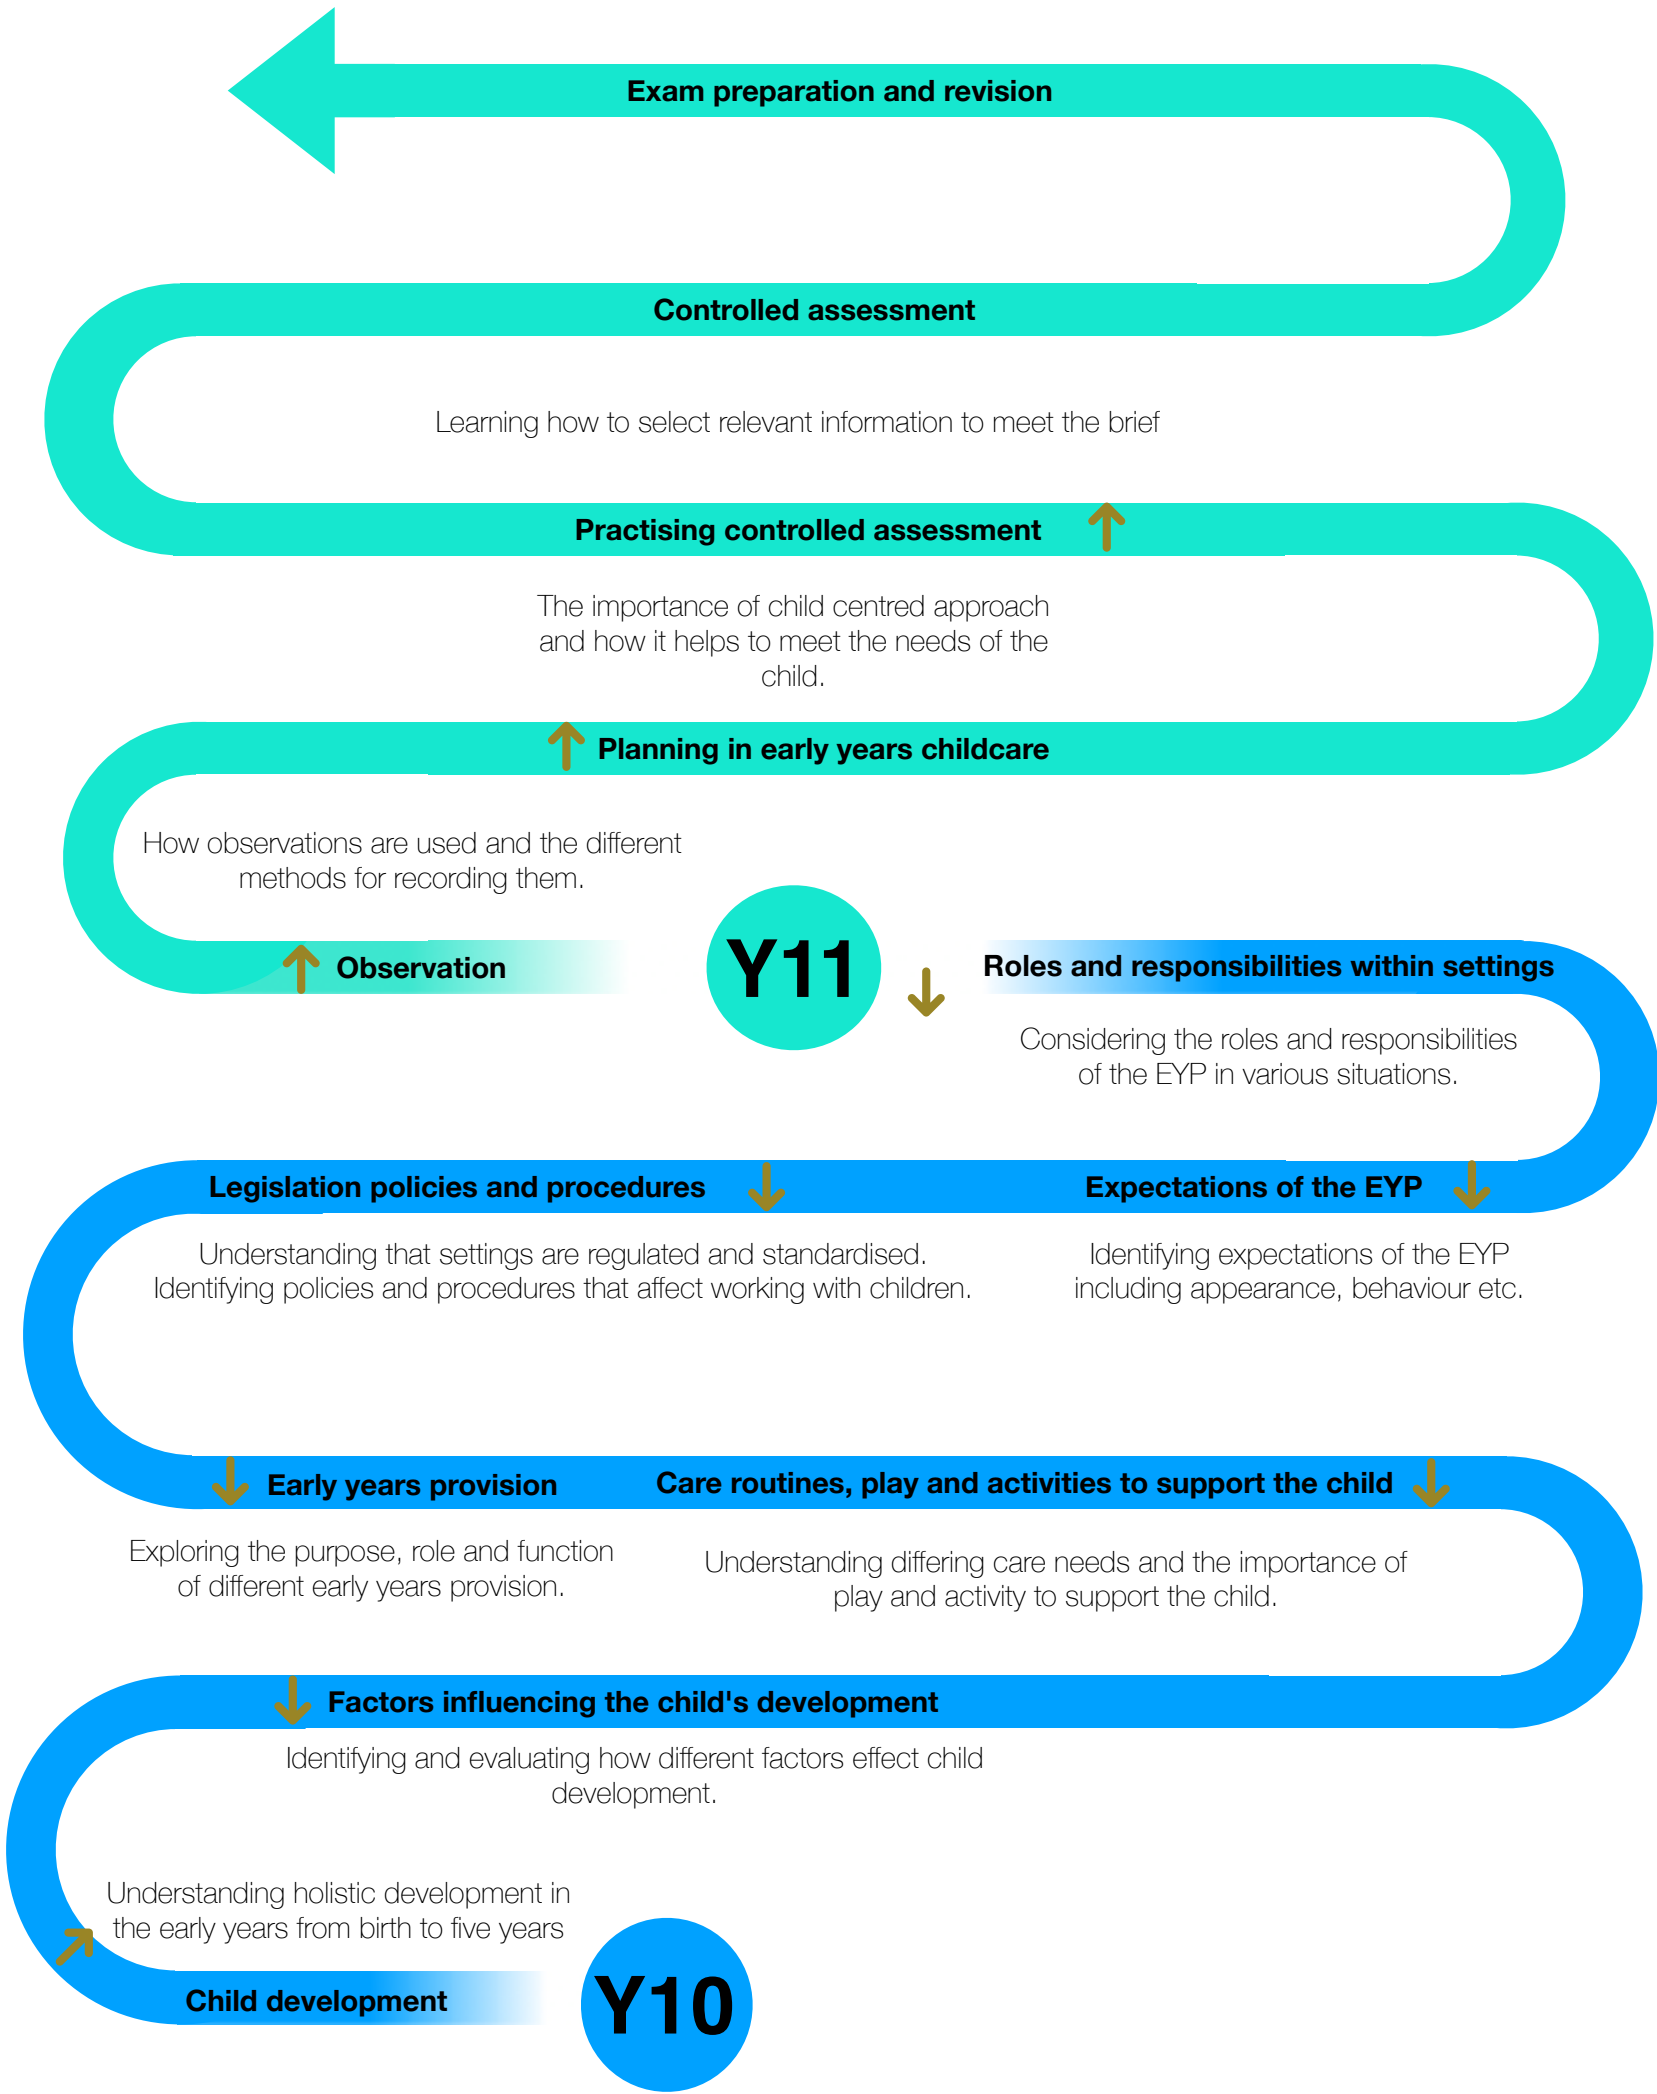 Exam preparation and revision
Controlled assessment
Learning how to select relevant information to meet the brief
Practising controlled assessment
The importance of child centred approach
and how it helps to meet the needs of the
child.
Planning in early years childcare
How observations are used and the different
methods for recording them.
Observation
Y11
Roles and responsibilities within settings
Considering the roles and responsibilities
of the EYP in various situations.
Legislation policies and procedures
Expectations of the EYP
Understanding that settings are regulated and standardised.
Identifying policies and procedures that affect working with children.
Identifying expectations of the EYP
including appearance, behaviour etc.
Early years provision
Care routines, play and activities to support the child
Exploring the purpose, role and function
of different early years provision.
Understanding differing care needs and the importance of
play and activity to support the child.
Factors influencing the child's development
Identifying and evaluating how different factors effect child
development.
Understanding holistic development in
the early years from birth to five years
Child development
Y10